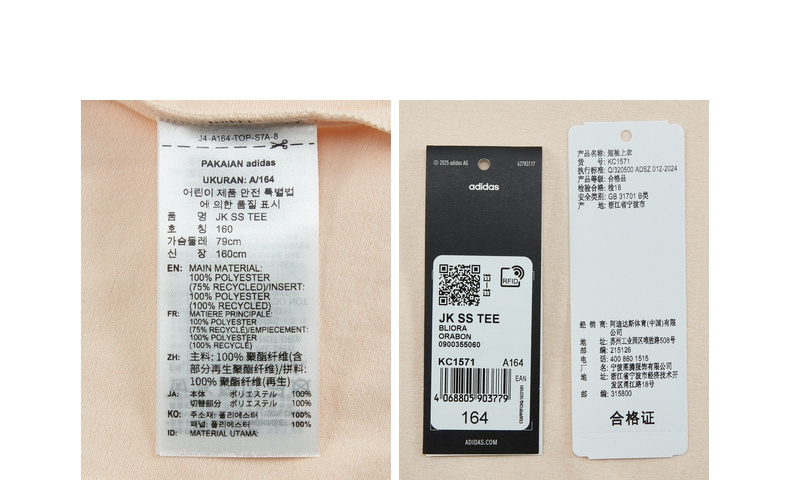 J4-A164-TOP-S7A-8
PAKAIAN adidas
UKURAN: A/164
어린이 제품 안전 특별법
에 의한 품질 표시
품 명 JK SS TEE
호 칭 160
가슴둘레 79cm
신 장 160cm
EN: MAIN MATERIAL:
100% POLYESTER
(75% RECYCLED)/INSERT:
100% POLYESTER
(100% RECYCLED)
FR: MATIERE PRINCIPALE:
100% POLYESTER
(75% RECYCLE)/EMPIECEMENT:
100% POLYESTER
(100% RECYCLE)
ZH: 主料: 100% 聚酯纤维(含
部分再生聚酯纤维)/拼料:
100% 聚酯纤维(再生)
JA: 本体 ポリエステル 100%
切替部分 ポリエステル 100%
KO: 주소재: 폴리에스터 100%
패널: 폴리에스터 100%
ID: MATERIAL UTAMA:
© 2025 adidas AG
62783117
adidas
RFID
JK SS TEE
BLIORA
ORABON
0900355060
KC1571 A164
EAN
4 068805 903779
164
ADIDAS.COM
产品名称: 短袖上衣
货 号: KC1571
执行标准: Q/320500 ADSZ 012-2024
产品等级: 合格品
检验合格: 检18
安全类别: GB 31701 B类
产 地: 浙江省宁波市
经 销 商: 阿迪达斯体育(中国)有限
公司
地 址: 苏州工业园区难胜路508号
邮 编: 215126
电 话: 400 880 1515
厂 名: 宁波英腾服饰有限公司
地 址: 浙江省宁波市经济技术开
发区甬江路18号
邮 编: 315800
合格证